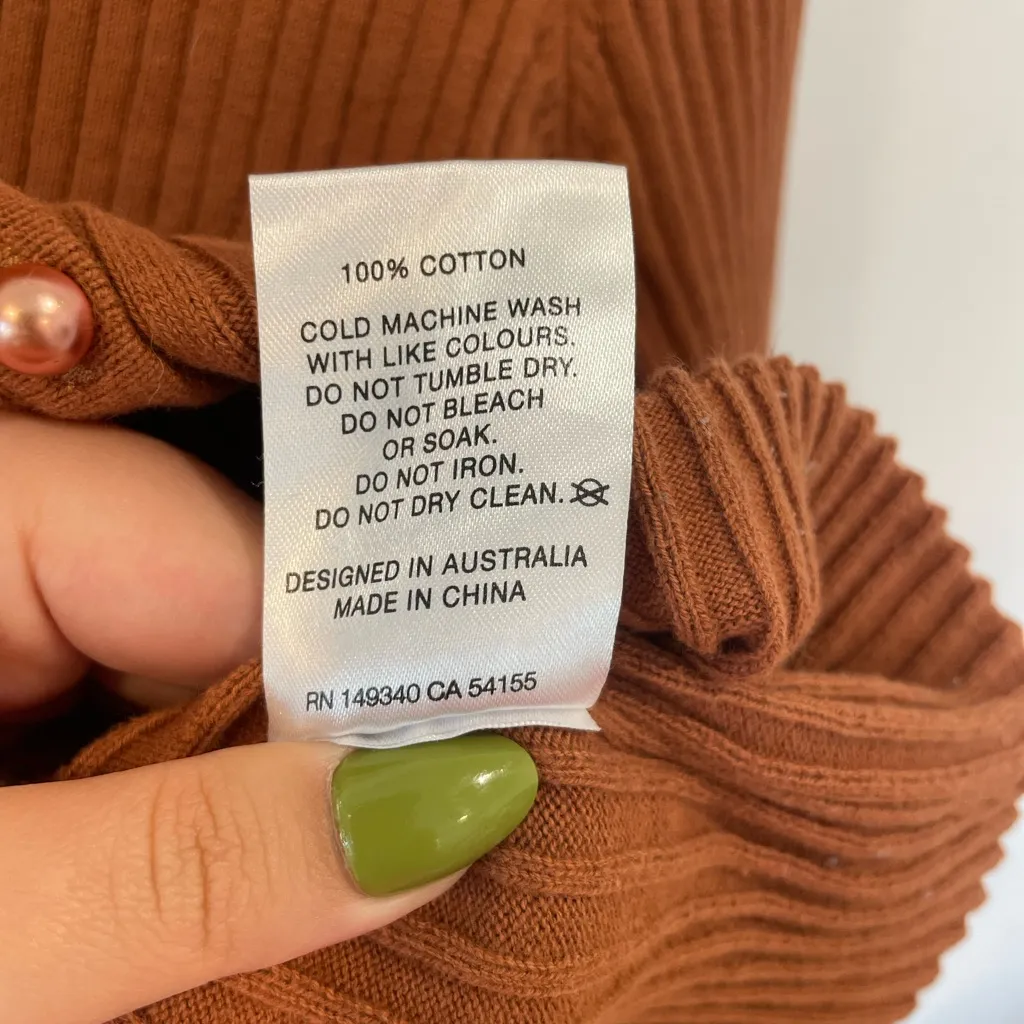 100% COTTON
COLD MACHINE WASH
WITH LIKE COLOURS.
DO NOT TUMBLE DRY.
DO NOT BLEACH
OR SOAK.
DO NOT IRON.
DO NOT DRY CLEAN.
DESIGNED IN AUSTRALIA
MADE IN CHINA
RN 149340 CA 54155